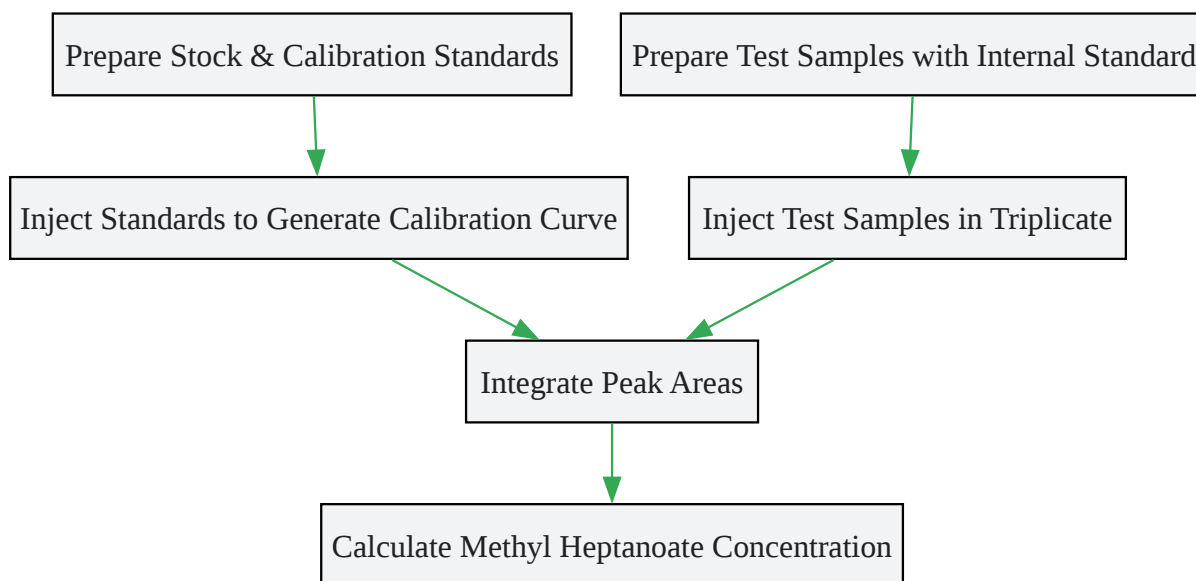 Prepare Stock & Calibration Standards
Prepare Test Samples with Internal Standard
Inject Standards to Generate Calibration Curve
Inject Test Samples in Triplicate
Integrate Peak Areas
Calculate Methyl Heptanoate Concentration